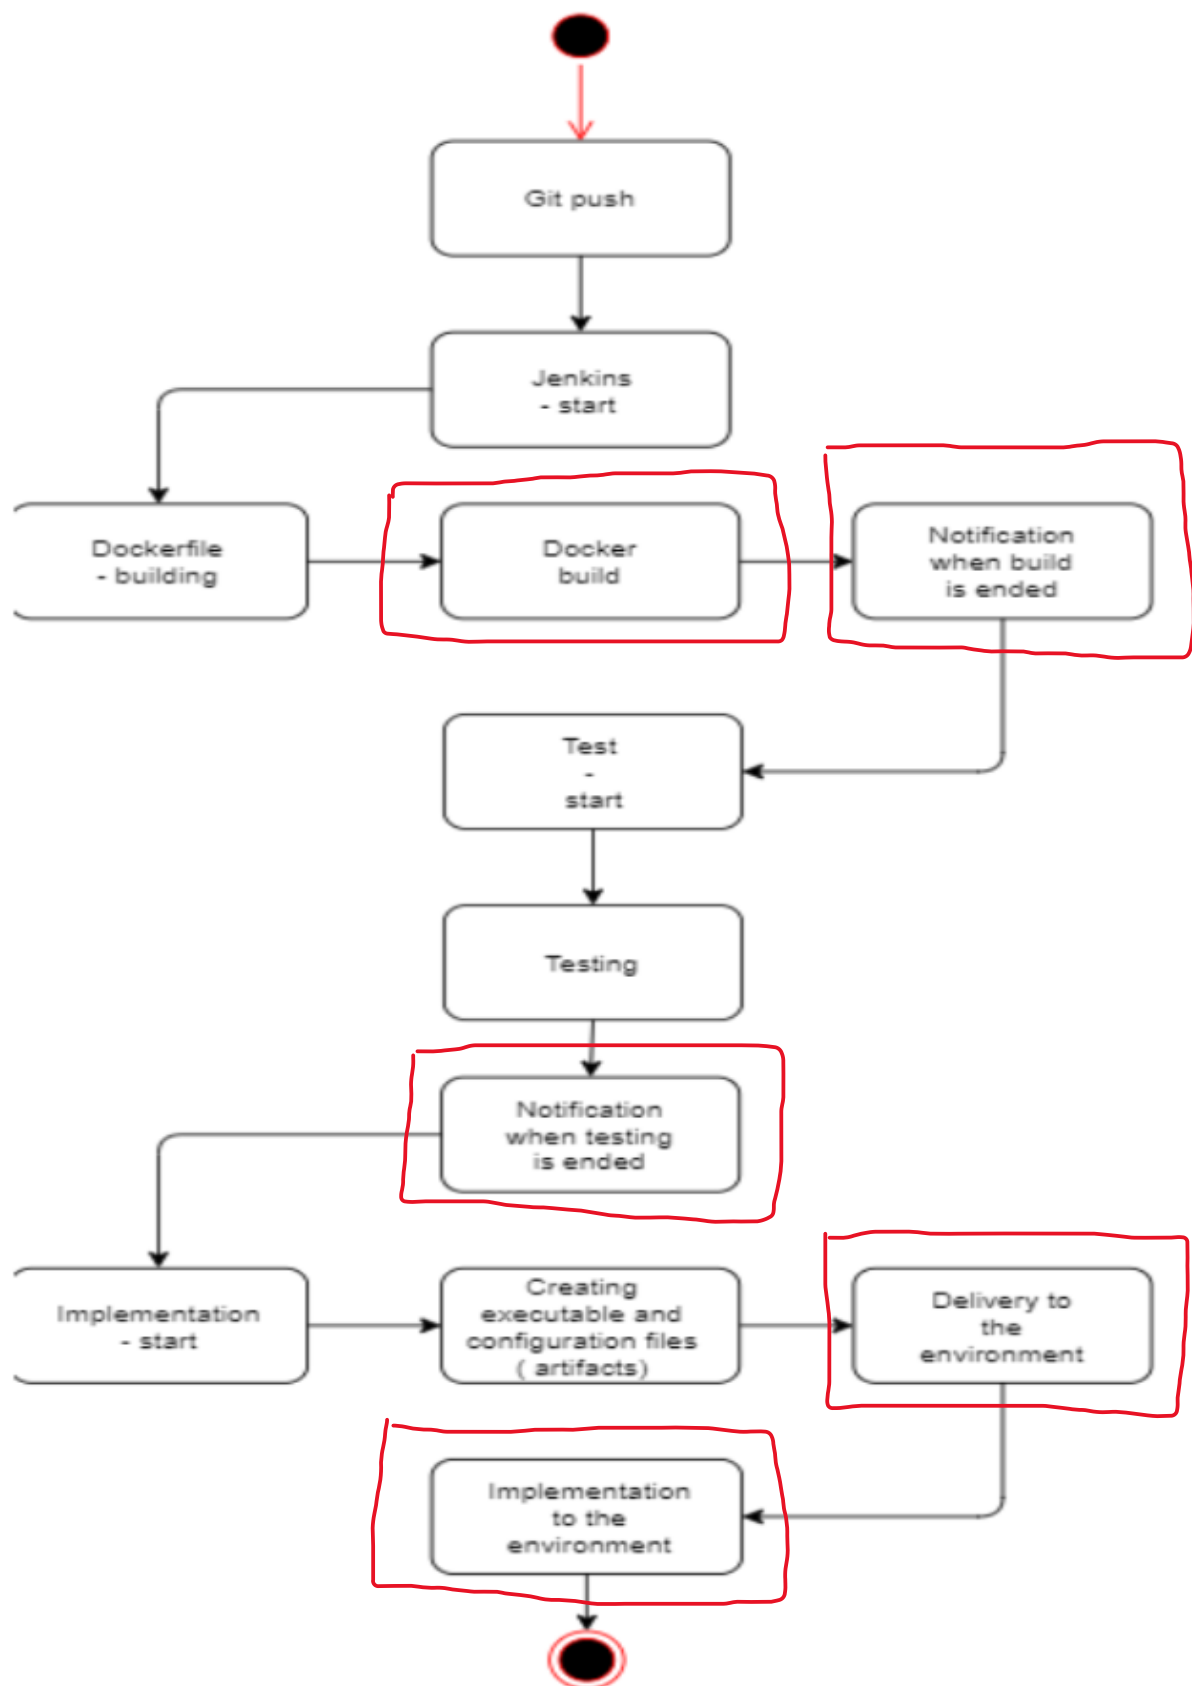 Git push
Jenkins
- start
Dockerfile
- building
Docker
build
Notification
when build
is ended
Test
-
start
Testing
Notification
when testing
is ended
Implementation
- start
Creating
executable and
configuration files
( artifacts)
Delivery to
the
environment
Implementation
to the
environment